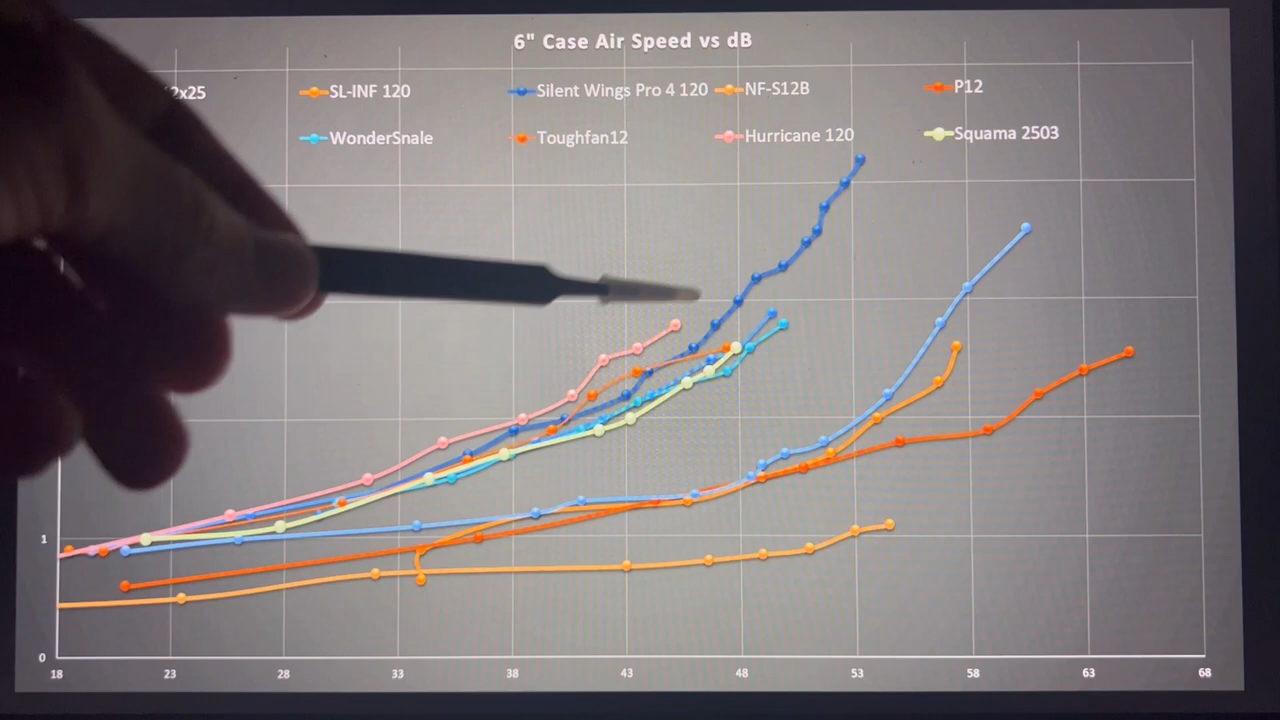 6" Case Air Speed vs dB
2x25 SL-INF 120 Silent Wings Pro 4 120 NF-S12B P12
WonderSnale Toughfan12 Hurricane 120 Squama 2503
1
0
18 23 28 33 38 43 48 53 58 63 68